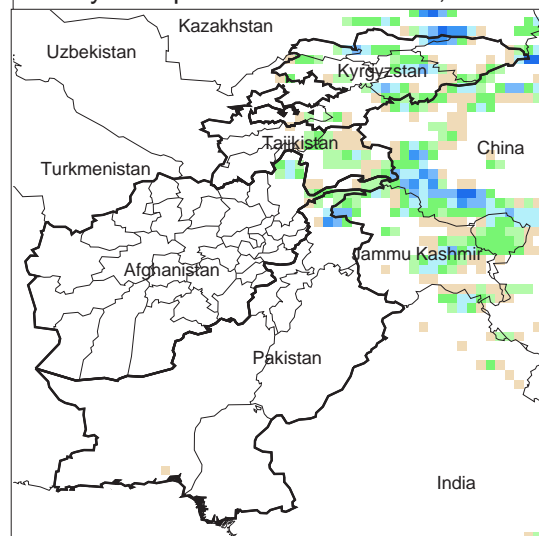 Kazakhstan
Uzbekistan
Kyrgyzstan
Tajikistan
China
Turkmenistan
Jammu Kashmir
Afghanistan
Pakistan
India